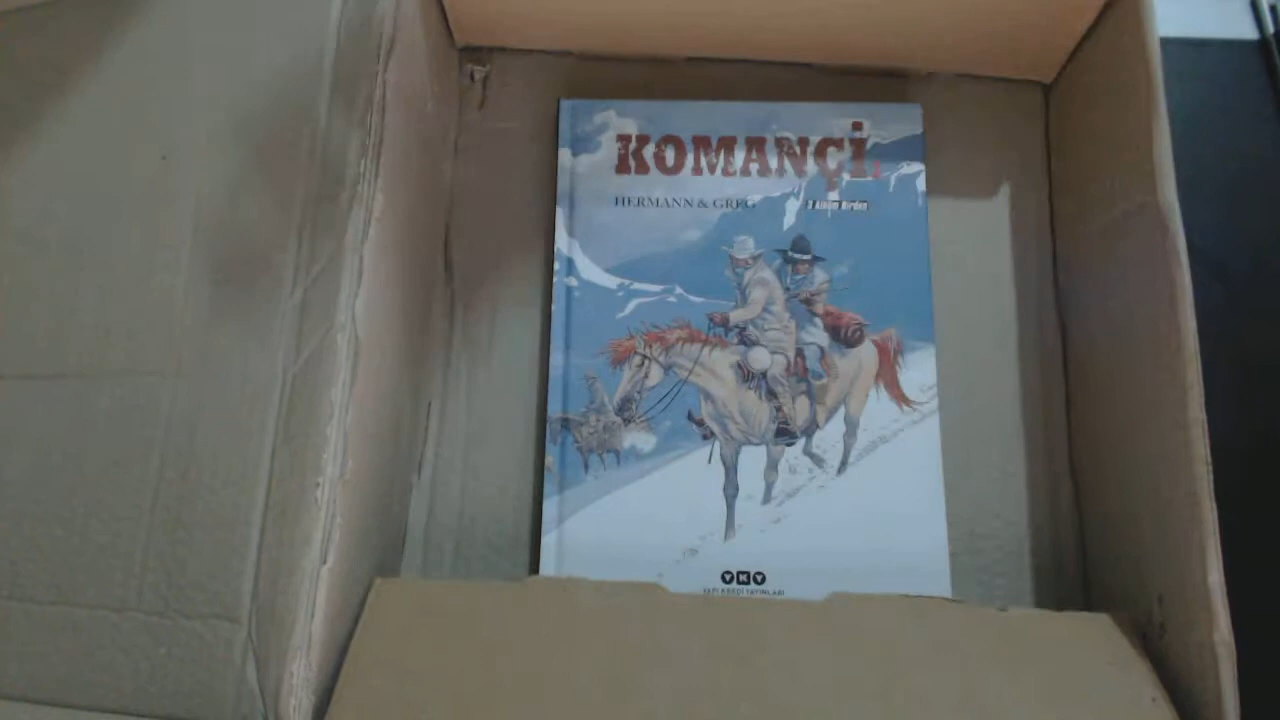 KOMANÇİ
HERMANN & GREG
3 Albüm Birden
YKY
YAPI KREDİ YAYINLARI